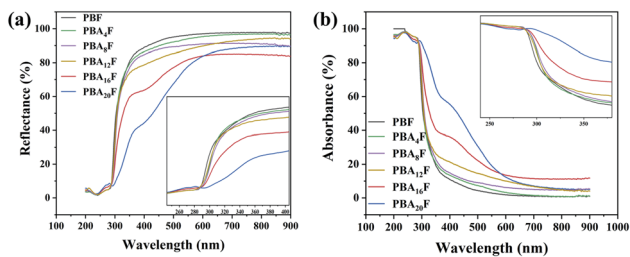 (a)
Reflectance (%)
100
80
60
40
20
0
PBF
PBA4F
PBA8F
PBA12F
PBA16F
PBA20F
260 280 300 320 340 360 380 400
100 200 300 400 500 600 700 800 900
Wavelength (nm)
(b)
Absorbance (%)
100
80
60
40
20
0
250 300 350
PBF
PBA4F
PBA8F
PBA12F
PBA16F
PBA20F
100 200 300 400 500 600 700 800 900 1000
Wavelength (nm)